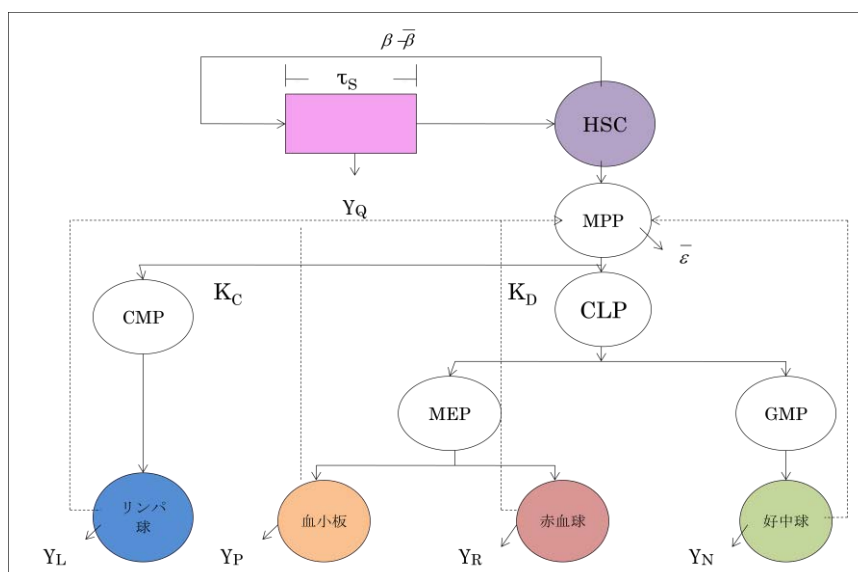 β-β̅
τS
HSC
YQ
MPP
ε̅
KC
KD
CMP
CLP
MEP
GMP
リンパ
球
血小板
赤血球
好中球
YL
YP
YR
YN